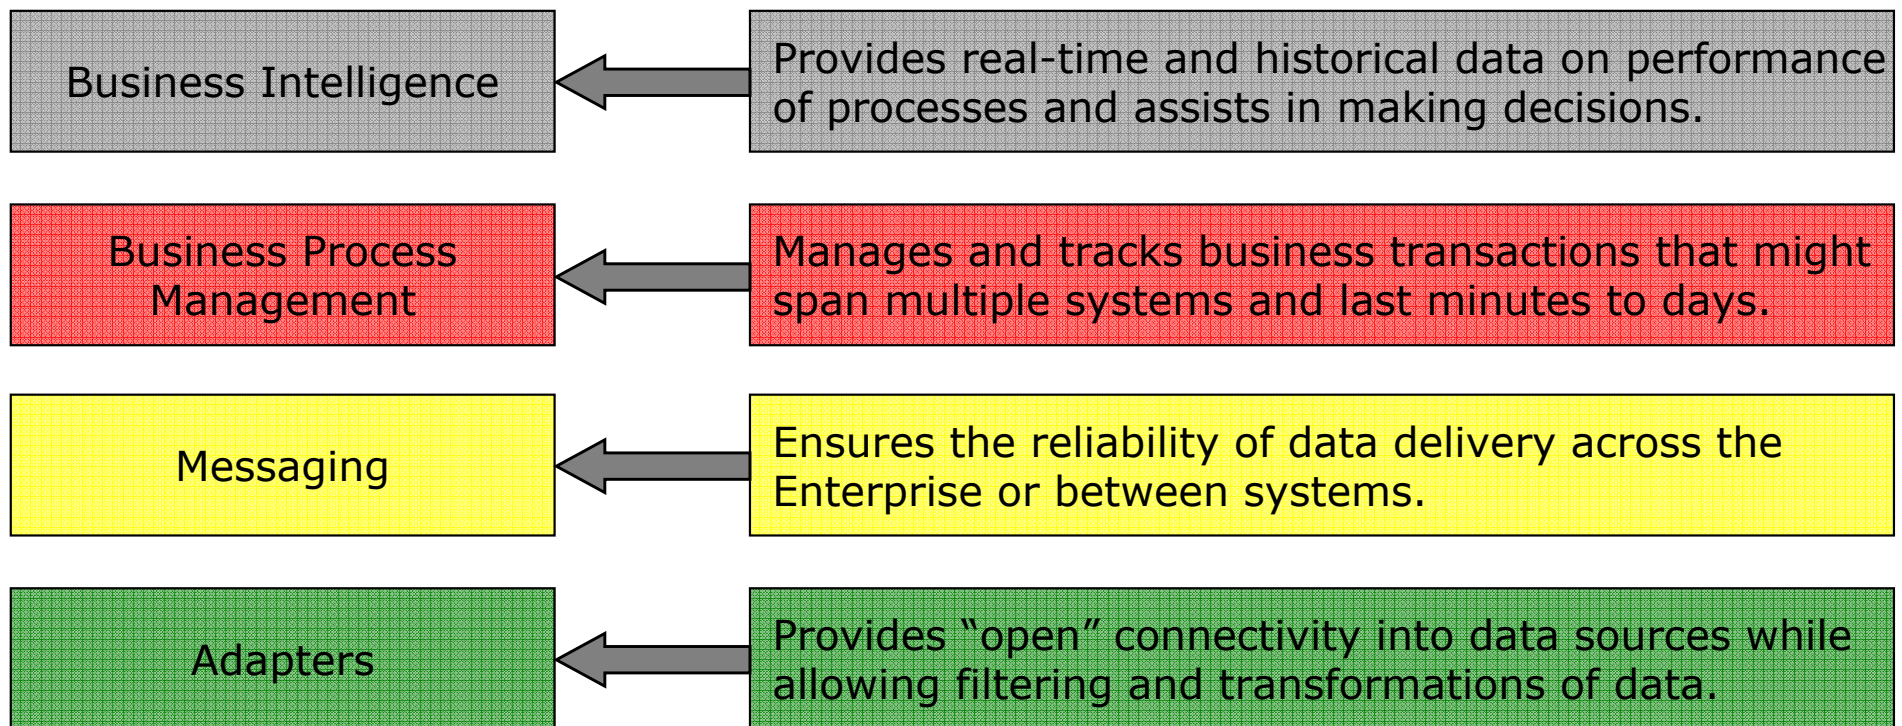 Business Intelligence
Provides real-time and historical data on performance
of processes and assists in making decisions.
Business Process
Management
Manages and tracks business transactions that might
span multiple systems and last minutes to days.
Messaging
Ensures the reliability of data delivery across the
Enterprise or between systems.
Adapters
Provides “open” connectivity into data sources while
allowing filtering and transformations of data.